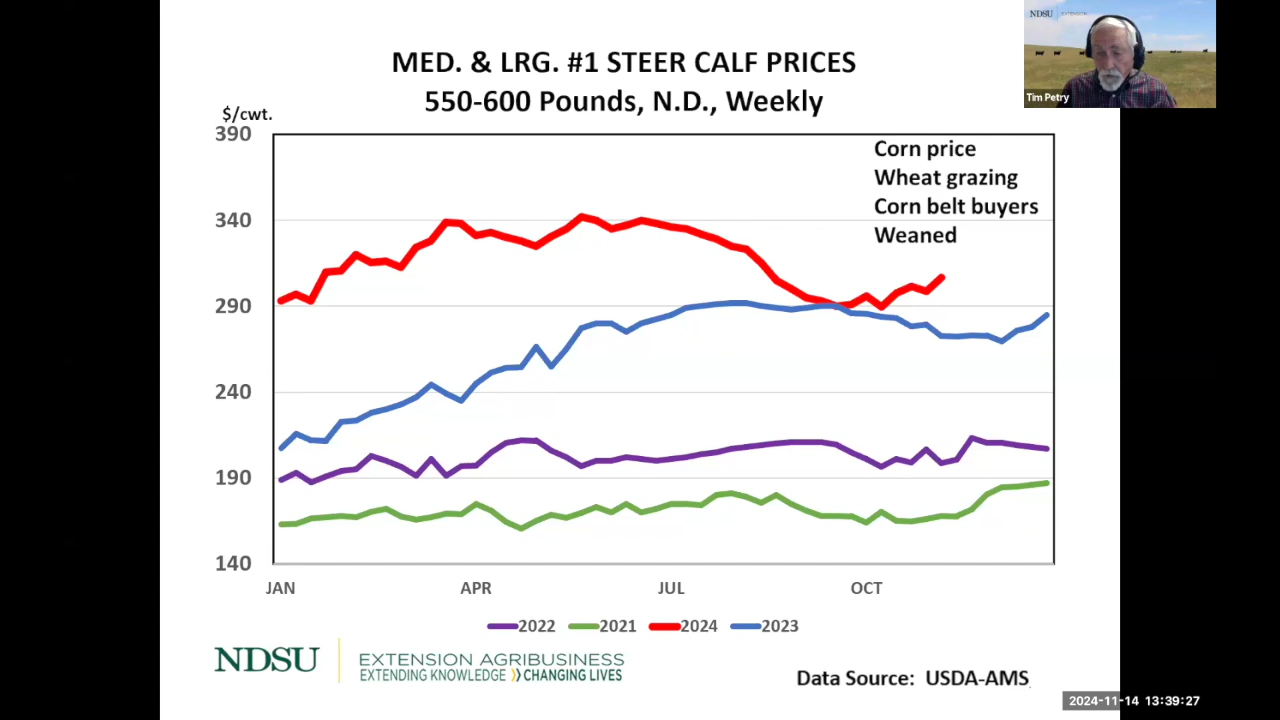 NDSU EXTENSION
Tim Petry
MED. & LRG. #1 STEER CALF PRICES
550-600 Pounds, N.D., Weekly
$/cwt.
390
340
290
240
190
140
Corn price
Wheat grazing
Corn belt buyers
Weaned
JAN APR JUL OCT
2022 2021 2024 2023
NDSU
EXTENSION AGRIBUSINESS
EXTENDING KNOWLEDGE CHANGING LIVES
Data Source: USDA-AMS
2024-11-14 13:39:27